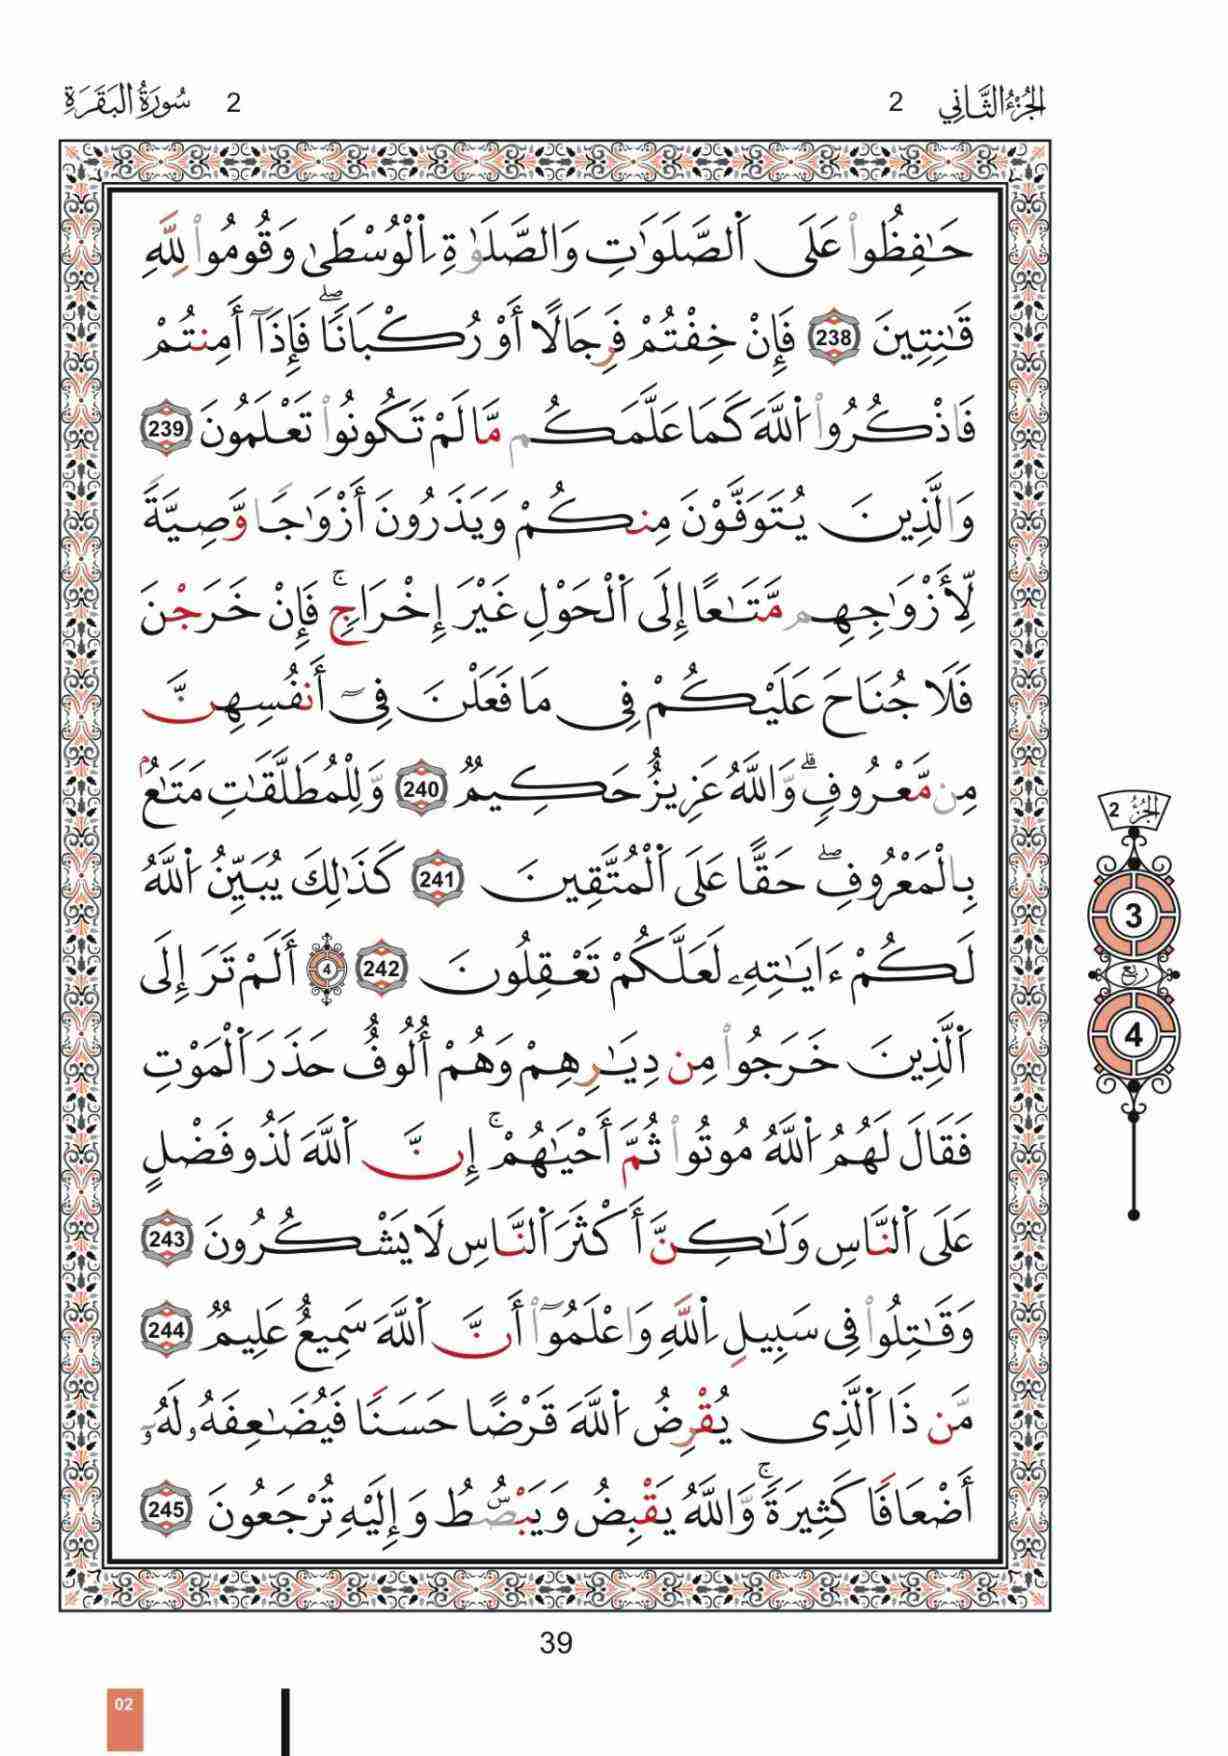 الجُزْءُ الثَّانِي 2
2 سُورَةُ البَقَرَةِ
حَـٰفِظُوا۟ عَلَى ٱلصَّلَوَٰتِ وَٱلصَّلَوٰةِ ٱلْوُسْطَىٰ وَقُومُوا۟ لِلَّهِ
قَـٰنِتِينَ 238 فَإِنْ خِفْتُمْ فَرِجَالًا أَوْ رُكْبَانًا ۖ فَإِذَآ أَمِنتُمْ
فَٱذْكُرُوا۟ ٱللَّهَ كَمَا عَلَّمَكُم مَّا لَمْ تَكُونُوا۟ تَعْلَمُونَ 239
وَٱلَّذِينَ يُتَوَفَّوْنَ مِنكُمْ وَيَذَرُونَ أَزْوَٰجًا وَّصِيَّةً
لِّأَزْوَٰجِهِم مَّتَـٰعًا إِلَى ٱلْحَوْلِ غَيْرَ إِخْرَاجٍ ۚ فَإِنْ خَرَجْنَ
فَلَا جُنَاحَ عَلَيْكُمْ فِى مَا فَعَلْنَ فِىٓ أَنفُسِهِنَّ
مِن مَّعْرُوفٍ ۗ وَّٱللَّهُ عَزِيزٌ حَكِيمٌ 240 وَّلِلْمُطَلَّقَـٰتِ مَتَـٰعٌۢ
بِٱلْمَعْرُوفِ ۖ حَقًّا عَلَى ٱلْمُتَّقِينَ 241 كَذَٰلِكَ يُبَيِّنُ ٱللَّهُ
لَكُمْ ءَايَـٰتِهِۦ لَعَلَّكُمْ تَعْقِلُونَ 242 4 أَلَمْ تَرَ إِلَى
ٱلَّذِينَ خَرَجُوا۟ مِن دِيَـٰرِهِمْ وَهُمْ أُلُوفٌ حَذَرَ ٱلْمَوْتِ
فَقَالَ لَهُمُ ٱللَّهُ مُوتُوا۟ ثُمَّ أَحْيَـٰهُمْ ۚ إِنَّ ٱللَّهَ لَذُو فَضْلٍ
عَلَى ٱلنَّاسِ وَلَـٰكِنَّ أَكْثَرَ ٱلنَّاسِ لَا يَشْكُرُونَ 243
وَقَـٰتِلُوا۟ فِى سَبِيلِ ٱللَّهِ وَٱعْلَمُوٓا۟ أَنَّ ٱللَّهَ سَمِيعٌ عَلِيمٌ 244
مَّن ذَا ٱلَّذِى يُقْرِضُ ٱللَّهَ قَرْضًا حَسَنًا فَيُضَـٰعِفَهُۥ لَهُۥٓ
أَضْعَافًا كَثِيرَةً ۚ وَّٱللَّهُ يَقْبِضُ وَيَبْصُۜطُ وَإِلَيْهِ تُرْجَعُونَ 245
الجُزْءُ 2
3
ربع
4
39
02